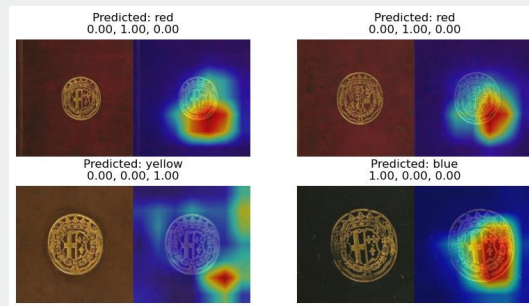 Predicted: red
0.00, 1.00, 0.00
Predicted: red
0.00, 1.00, 0.00
Predicted: yellow
0.00, 0.00, 1.00
Predicted: blue
1.00, 0.00, 0.00